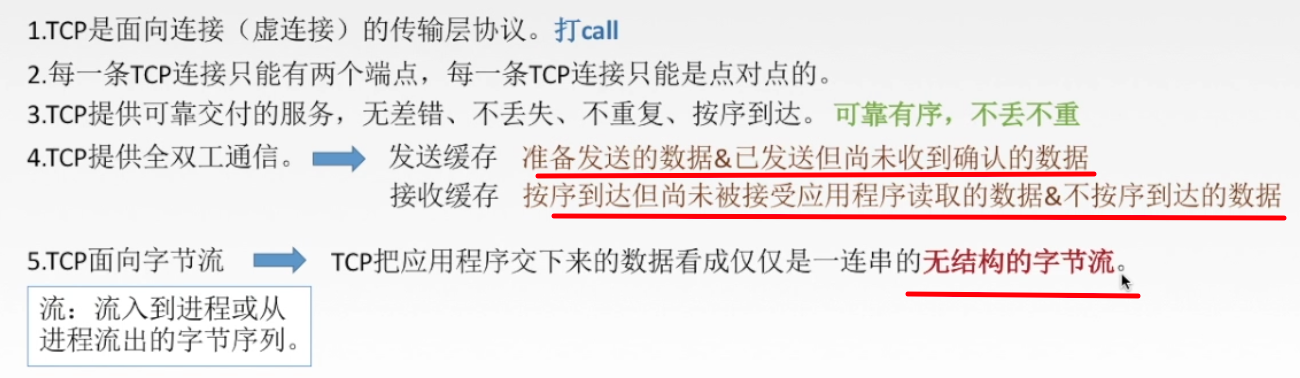 1.TCP是面向连接（虚连接）的传输层协议。打call
2.每一条TCP连接只能有两个端点，每一条TCP连接只能是点对点的。
3.TCP提供可靠交付的服务，无差错、不丢失、不重复、按序到达。可靠有序，不丢不重
4.TCP提供全双工通信。 发送缓存 准备发送的数据&已发送但尚未收到确认的数据
接收缓存 按序到达但尚未被接受应用程序读取的数据&不按序到达的数据
5.TCP面向字节流 TCP把应用程序交下来的数据看成仅仅是一连串的无结构的字节流。
流：流入到进程或从
进程流出的字节序列。